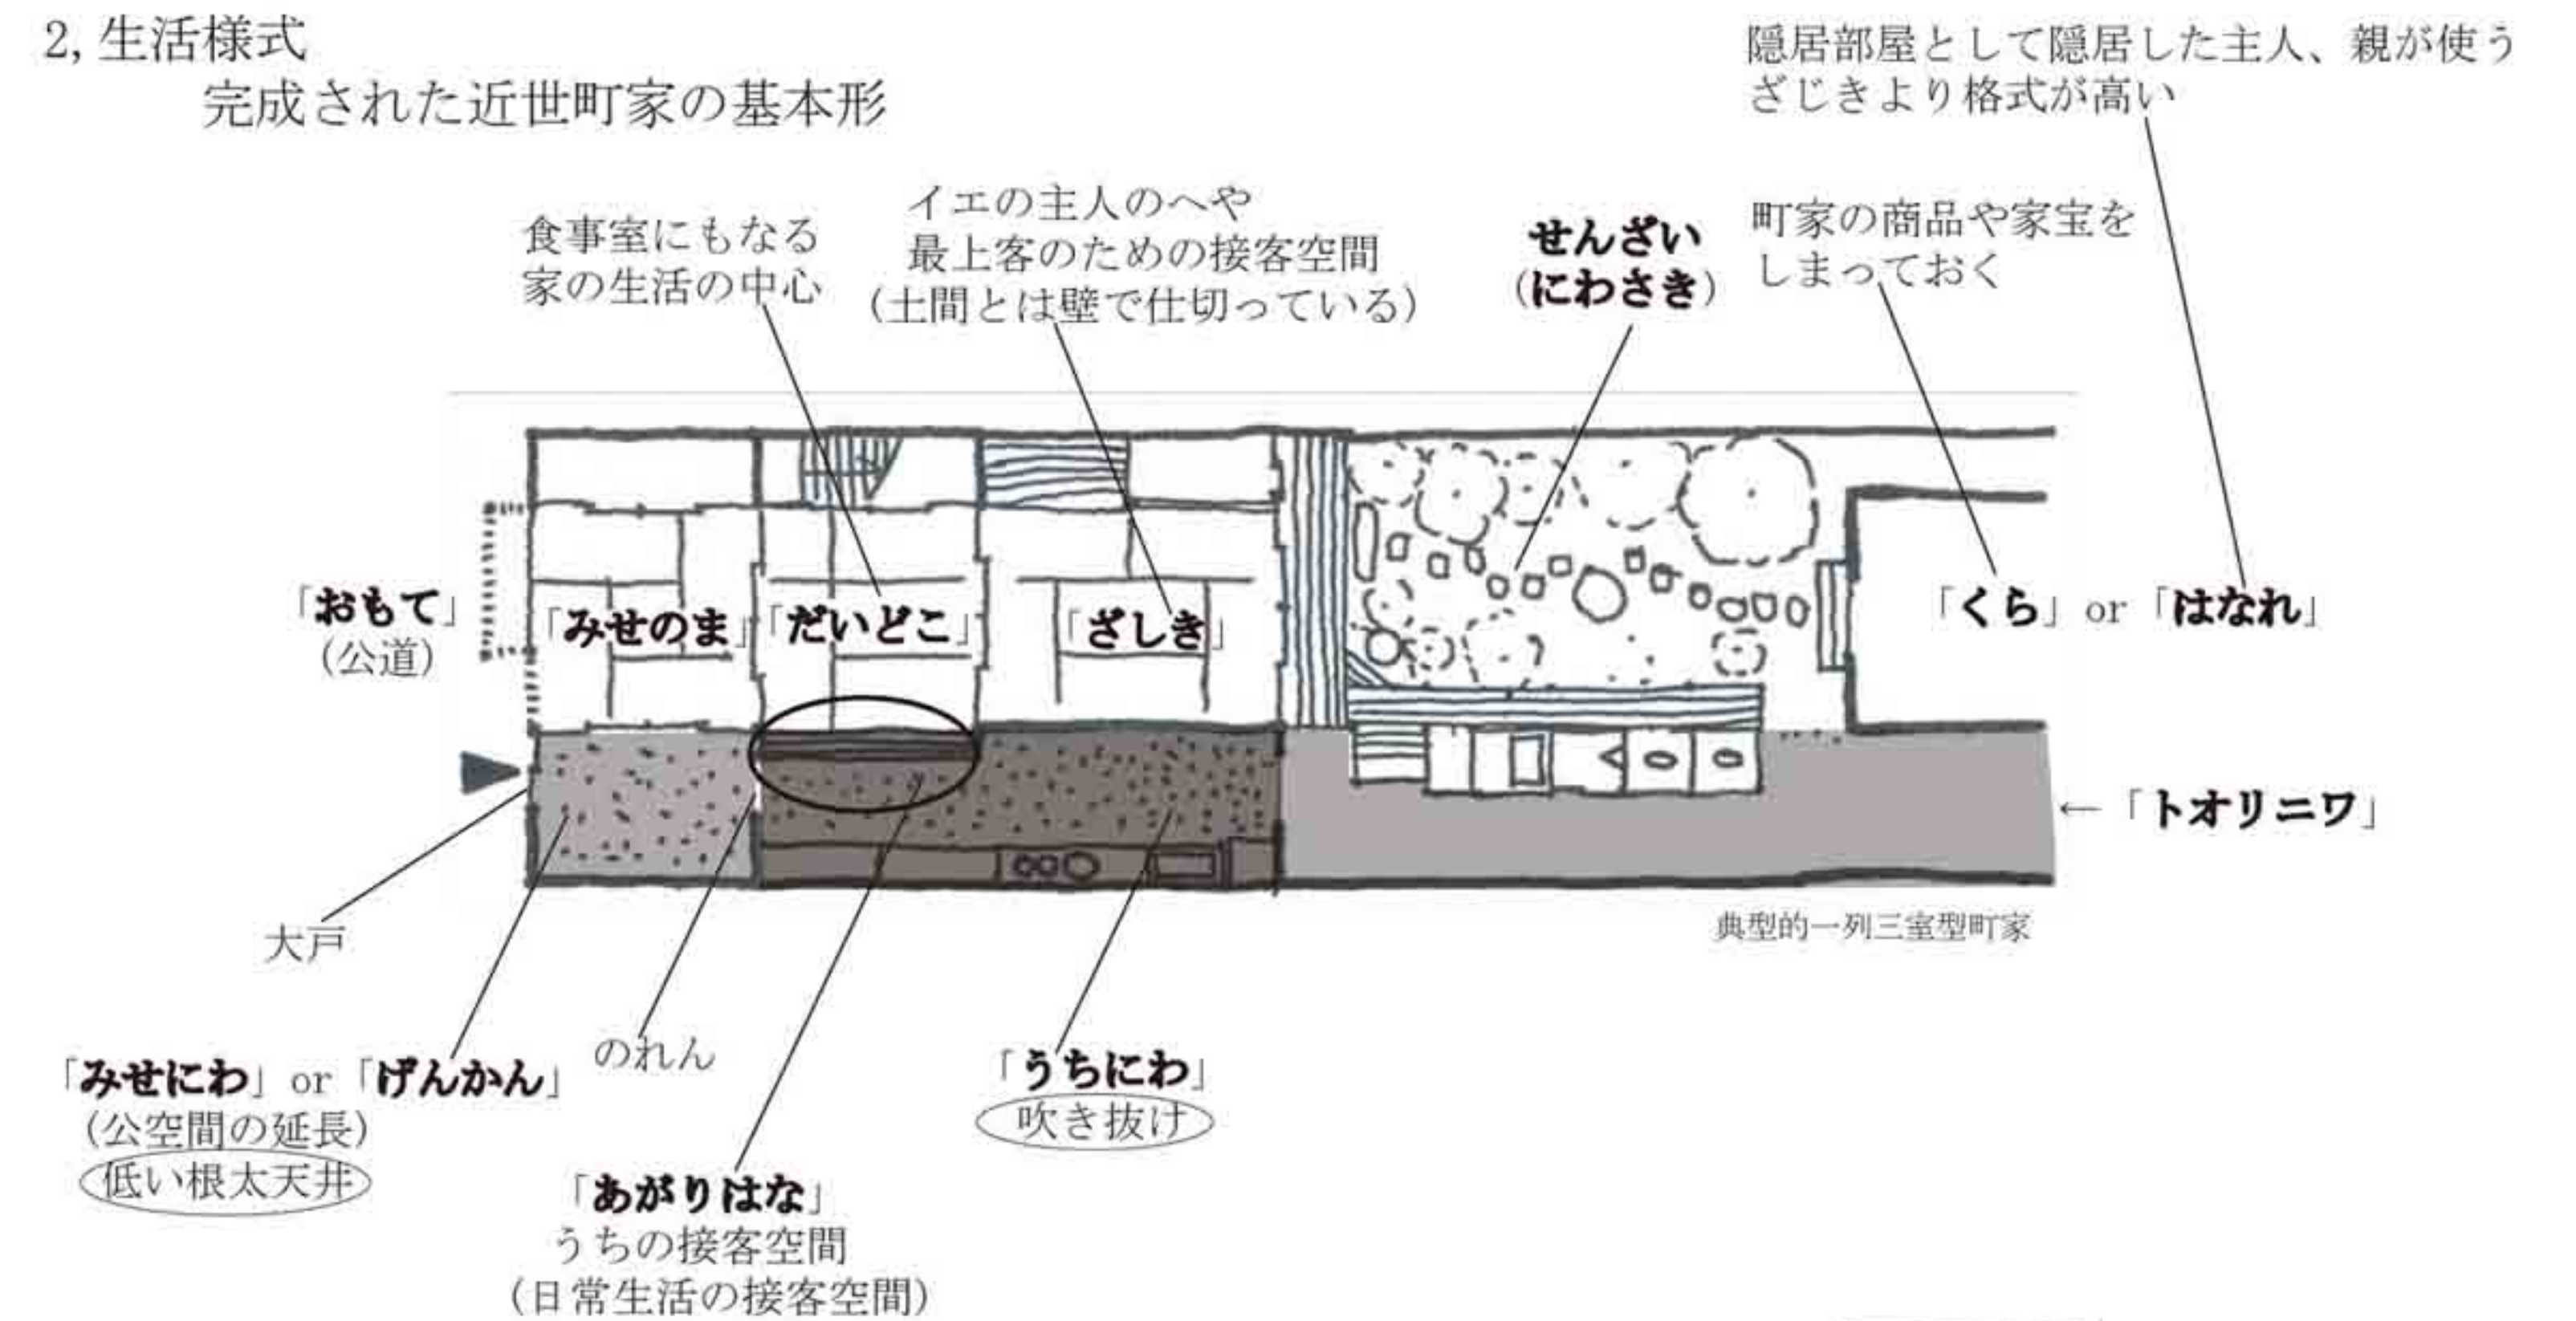 2, 生活様式
完成された近世町家の基本形
隠居部屋として隠居した主人、親が使う
ざじきより格式が高い
食事室にもなる
家の生活の中心
イエの主人のへや
最上客のための接客空間
(土間とは壁で仕切っている)
せんざい
(にわさき)
町家の商品や家宝を
しまっておく
「おもて」
(公道)
「みせのま」
「だいどこ」
「ざしき」
「くら」or「はなれ」
←「トオリニワ」
典型的一列三室型町家
大戸
「みせにわ」or「げんかん」
(公空間の延長)
低い根太天井
のれん
「あがりはな」
うちの接客空間
(日常生活の接客空間)
「うちにわ」
吹き抜け